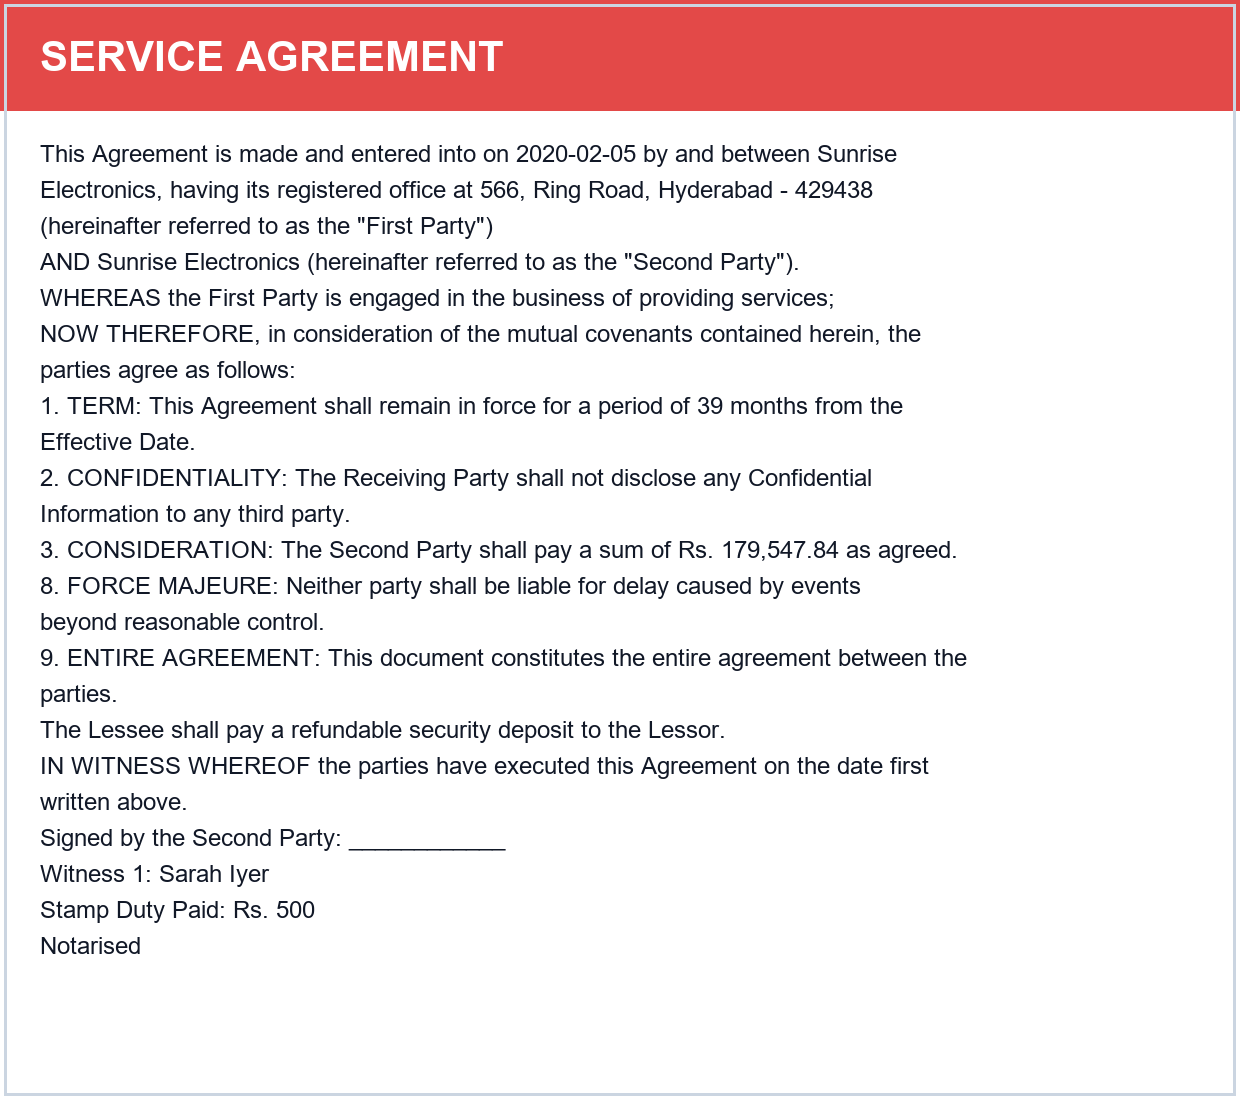 SERVICE AGREEMENT
This Agreement is made and entered into on 2020-02-05 by and between Sunrise
Electronics, having its registered office at 566, Ring Road, Hyderabad - 429438
(hereinafter referred to as the "First Party")
AND Sunrise Electronics (hereinafter referred to as the "Second Party").
WHEREAS the First Party is engaged in the business of providing services;
NOW THEREFORE, in consideration of the mutual covenants contained herein, the
parties agree as follows:
1. TERM: This Agreement shall remain in force for a period of 39 months from the
Effective Date.
2. CONFIDENTIALITY: The Receiving Party shall not disclose any Confidential
Information to any third party.
3. CONSIDERATION: The Second Party shall pay a sum of Rs. 179,547.84 as agreed.
8. FORCE MAJEURE: Neither party shall be liable for delay caused by events
beyond reasonable control.
9. ENTIRE AGREEMENT: This document constitutes the entire agreement between the
parties.
The Lessee shall pay a refundable security deposit to the Lessor.
IN WITNESS WHEREOF the parties have executed this Agreement on the date first
written above.
Signed by the Second Party: ____________
Witness 1: Sarah Iyer
Stamp Duty Paid: Rs. 500
Notarised